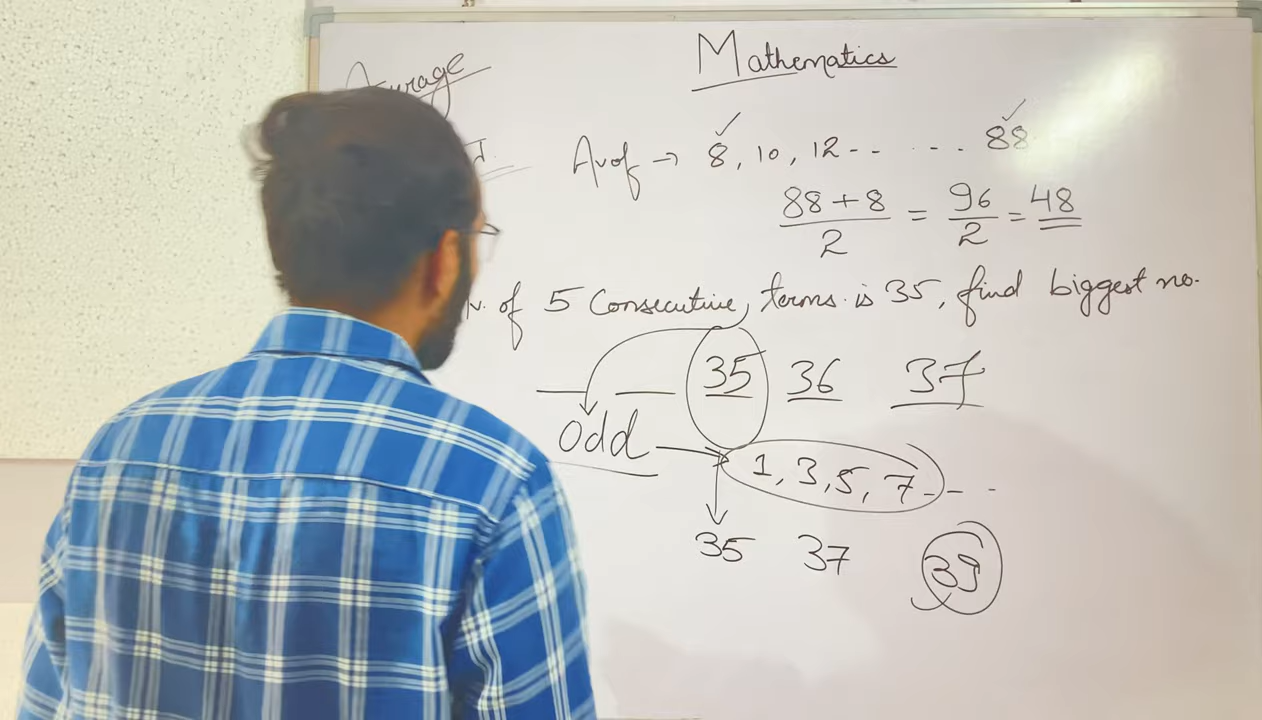 Mathematics
Av of → 8, 10, 12 - - - - - 88
88 + 8 / 2 = 96 / 2 = 48
of 5 Consecutive terms is 35, find biggest no.
35 36 37
odd → 1, 3, 5, 7 - - -
35 37 39